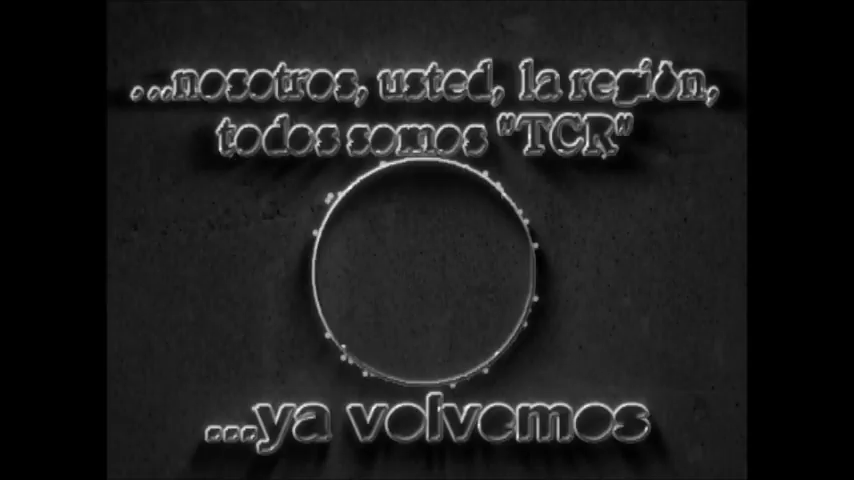 ...nosotros, usted, la región,
todos somos "TCR"
...ya volvemos